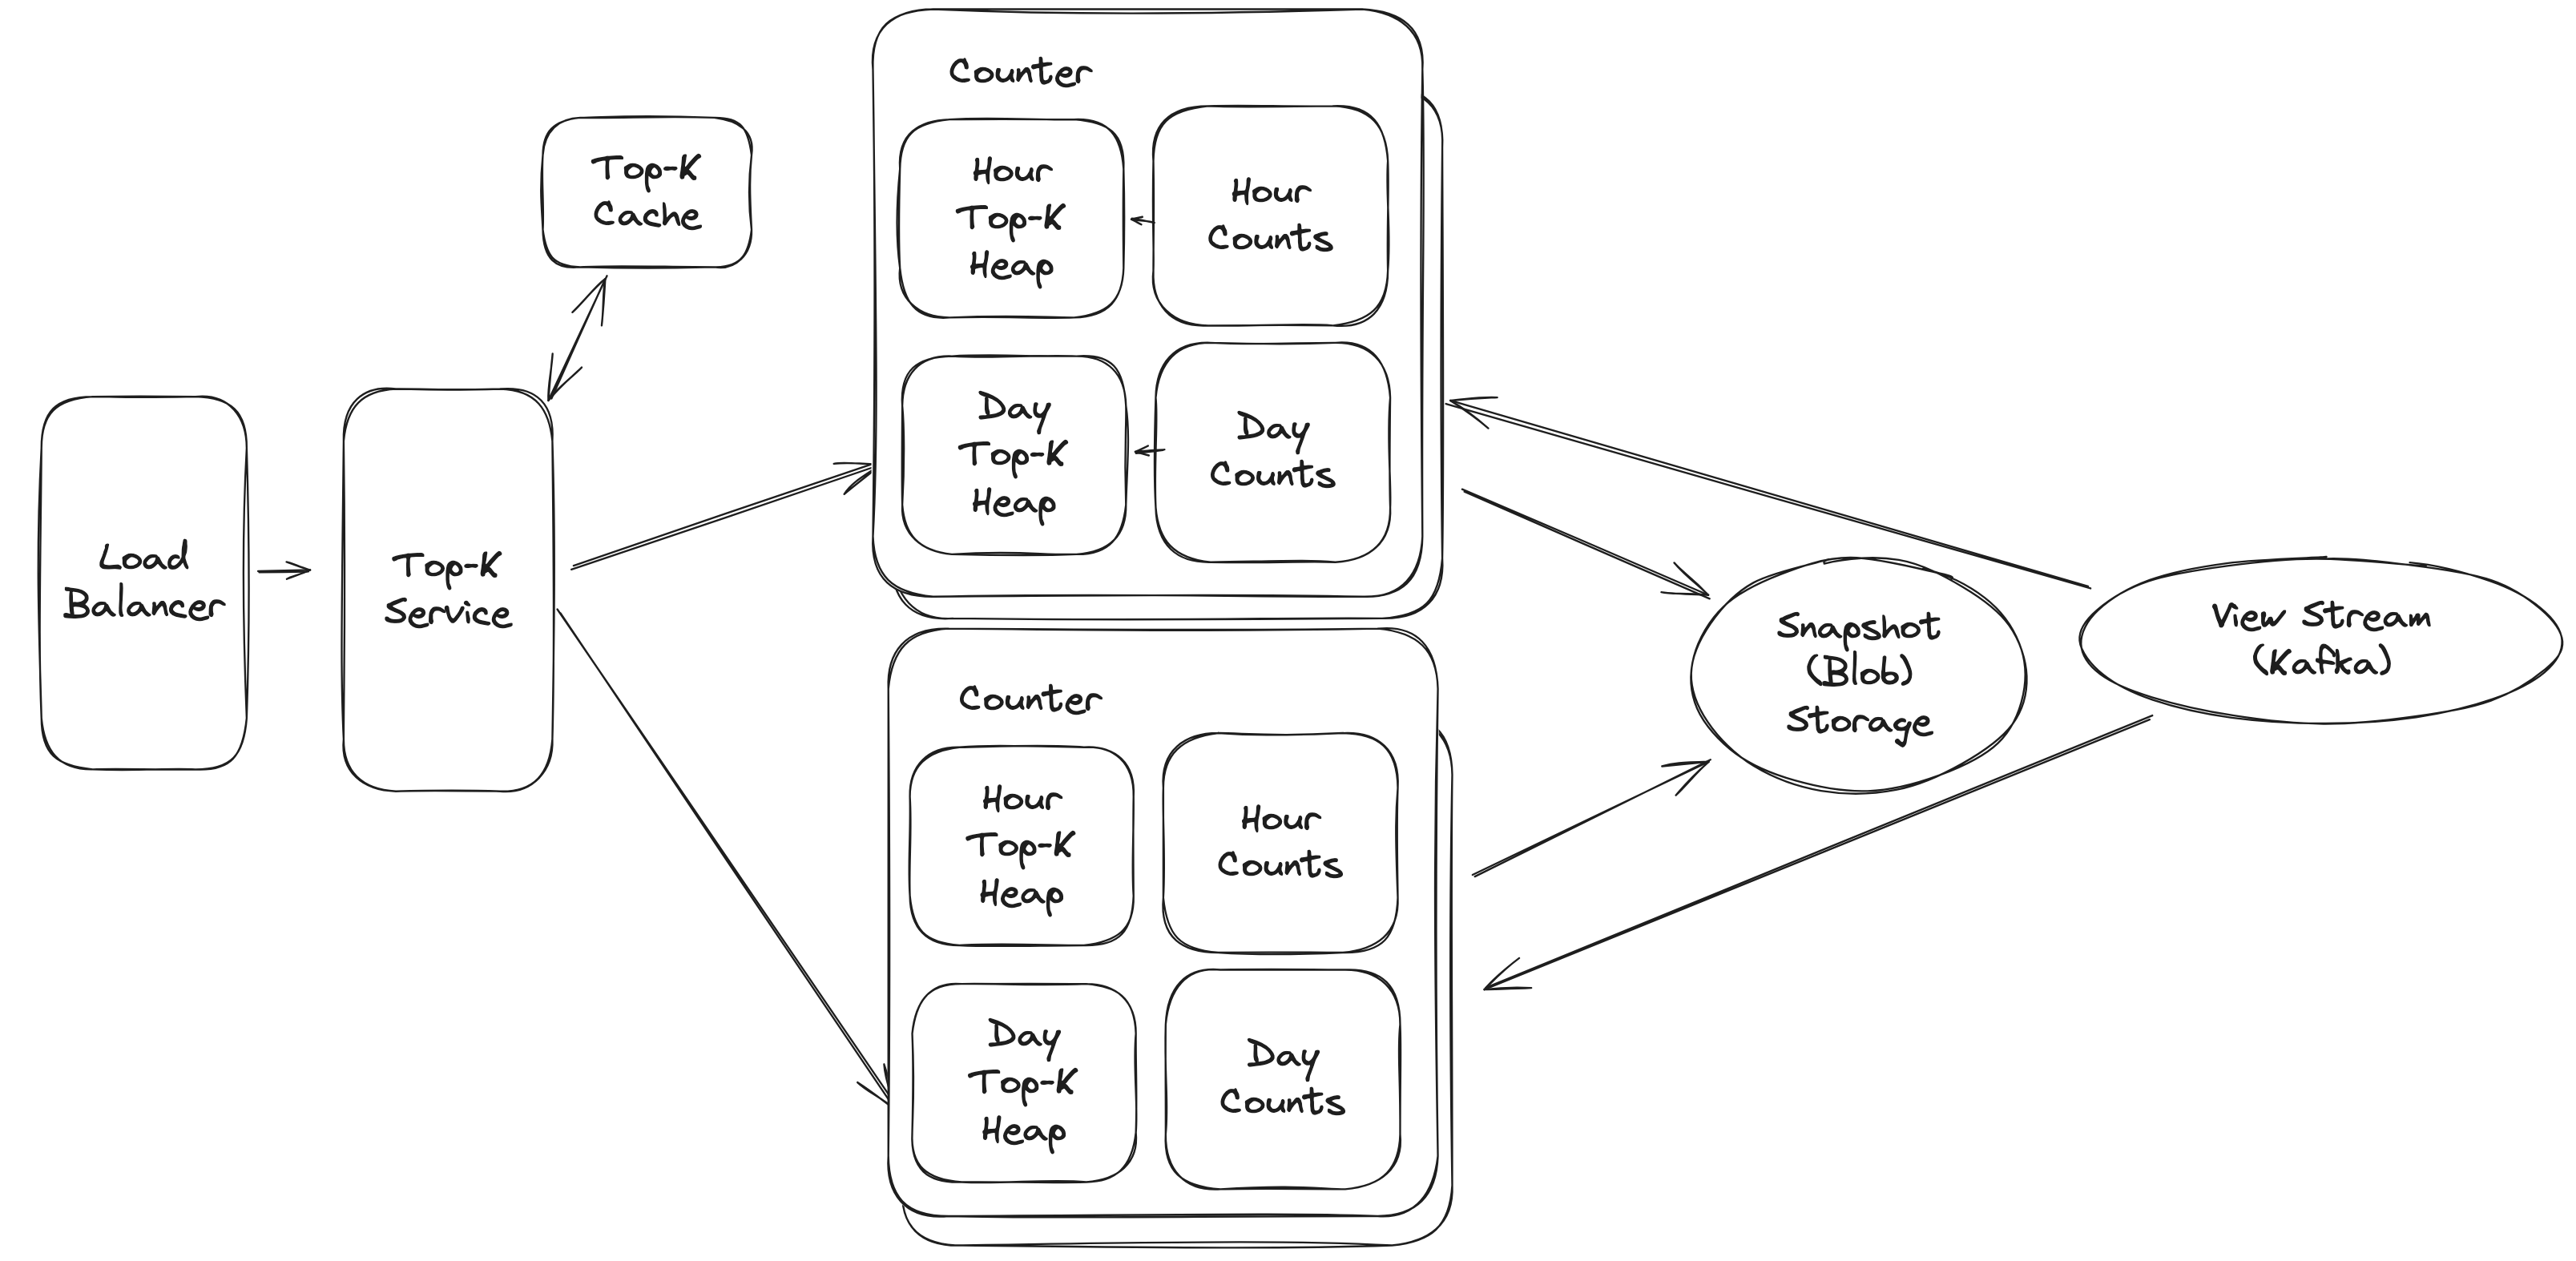 Counter
Hour
Top-K
Heap
Hour
Counts
Top-K
Cache
Day
Top-K
Heap
Day
Counts
Load
Balancer
Top-K
Service
Snapshot
(Blob)
Storage
View Stream
(Kafka)
Counter
Hour
Top-K
Heap
Hour
Counts
Day
Top-K
Heap
Day
Counts